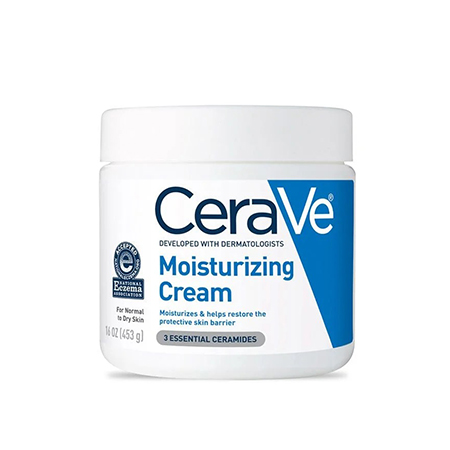 CeraVe®
DEVELOPED WITH DERMATOLOGISTS
Moisturizing
Cream
Moisturizes & helps restore the
protective skin barrier
3 ESSENTIAL CERAMIDES
ACCEPTED
e
NATIONAL
Eczema
ASSOCIATION
For Normal
to Dry Skin
16 OZ (453 g)